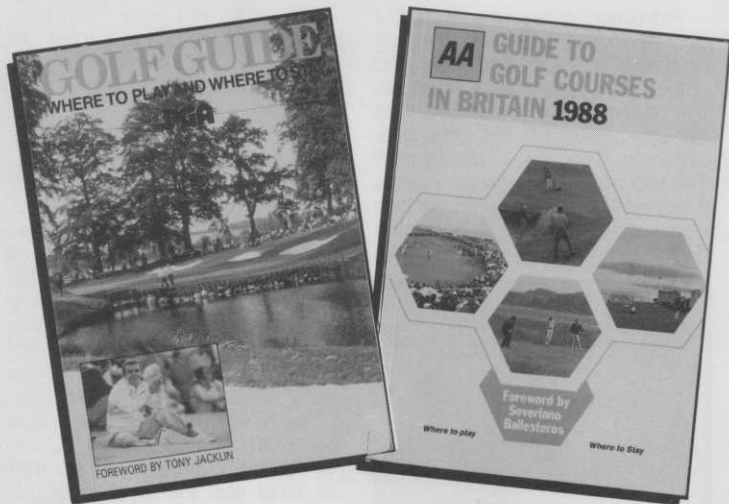 GOLF GUIDE
WHERE TO PLAY AND WHERE TO STAY
PGA
FOREWORD BY TONY JACKLIN
AA
GUIDE TO
GOLF COURSES
IN BRITAIN 1988
Foreword by
Severiano
Ballesteros
Where to play
Where to Stay